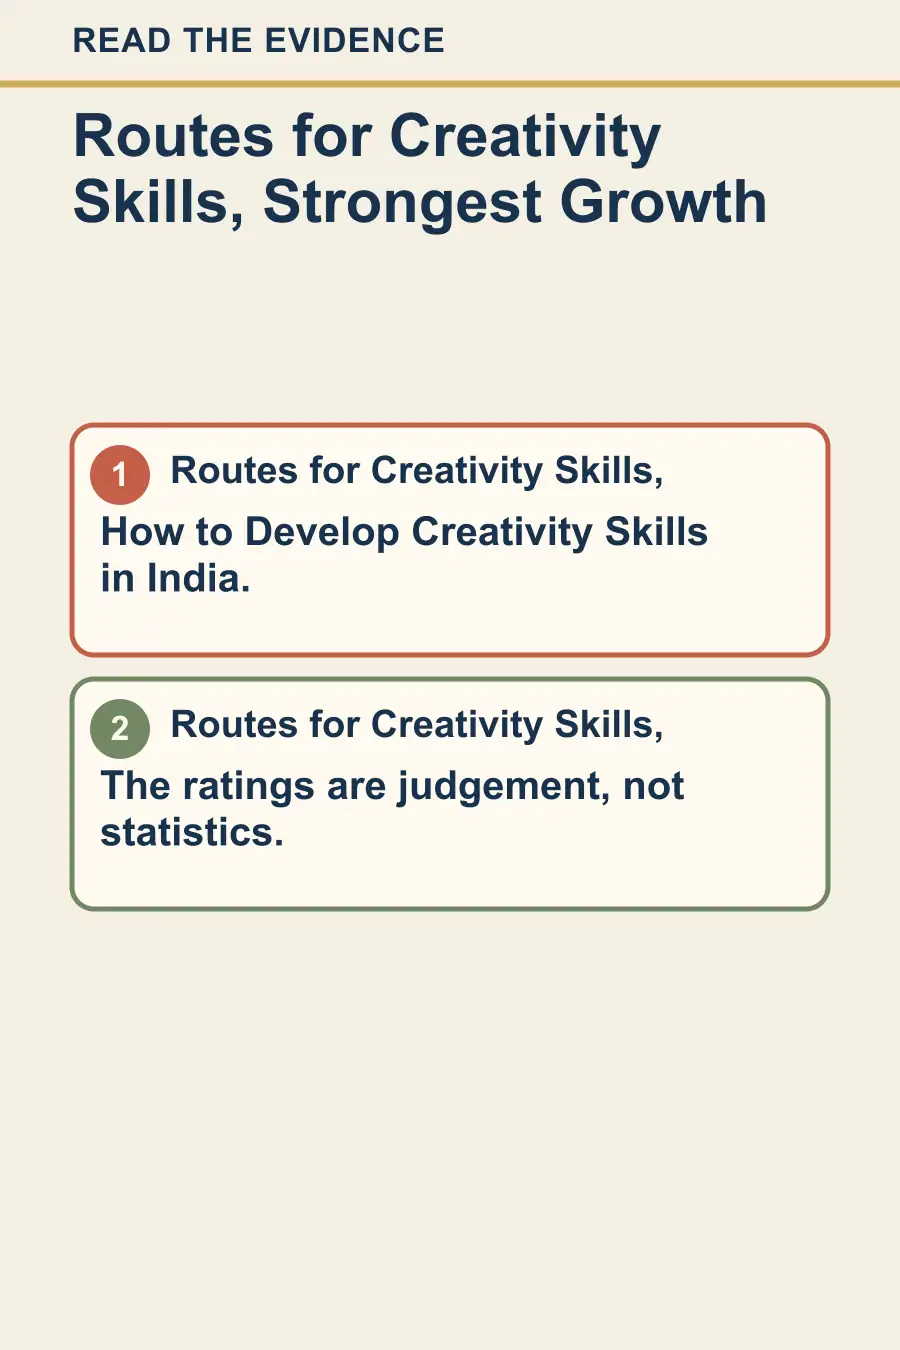 READ THE EVIDENCE
Routes for Creativity
Skills, Strongest Growth
1
Routes for Creativity Skills,
How to Develop Creativity Skills
in India.
2
Routes for Creativity Skills,
The ratings are judgement, not
statistics.